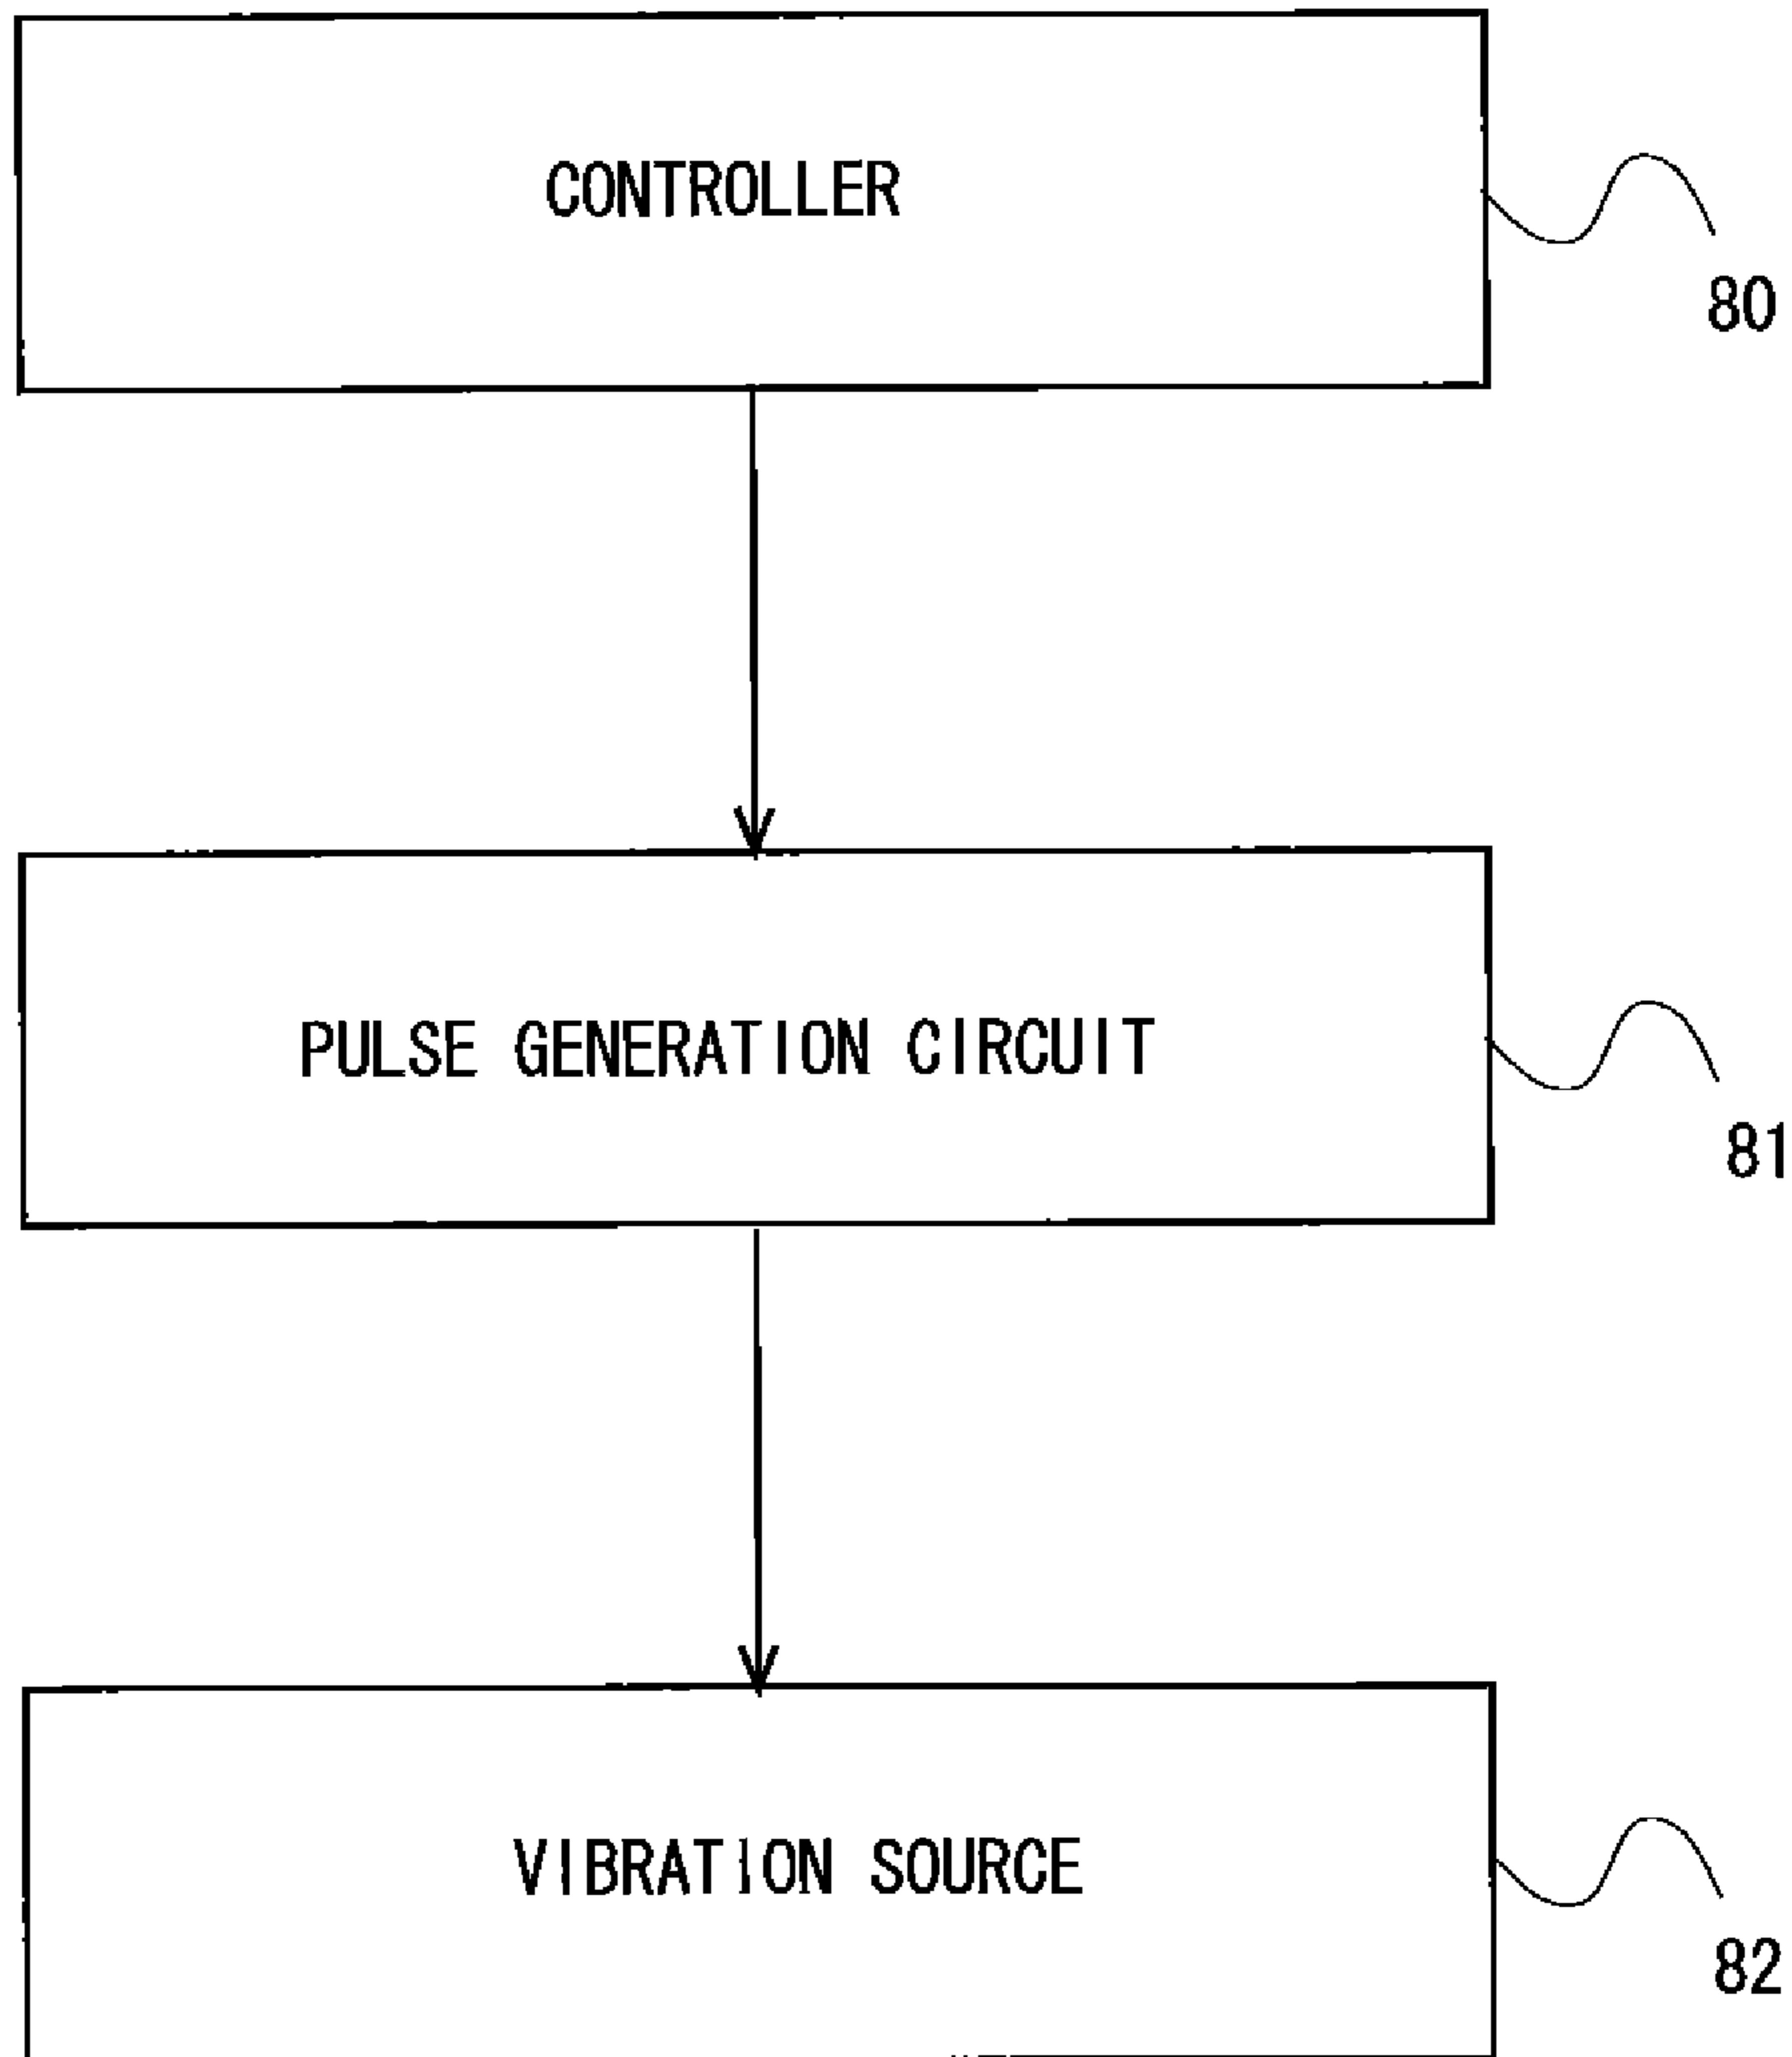 CONTROLLER
80
PULSE GENERATION CIRCUIT
81
VIBRATION SOURCE
82